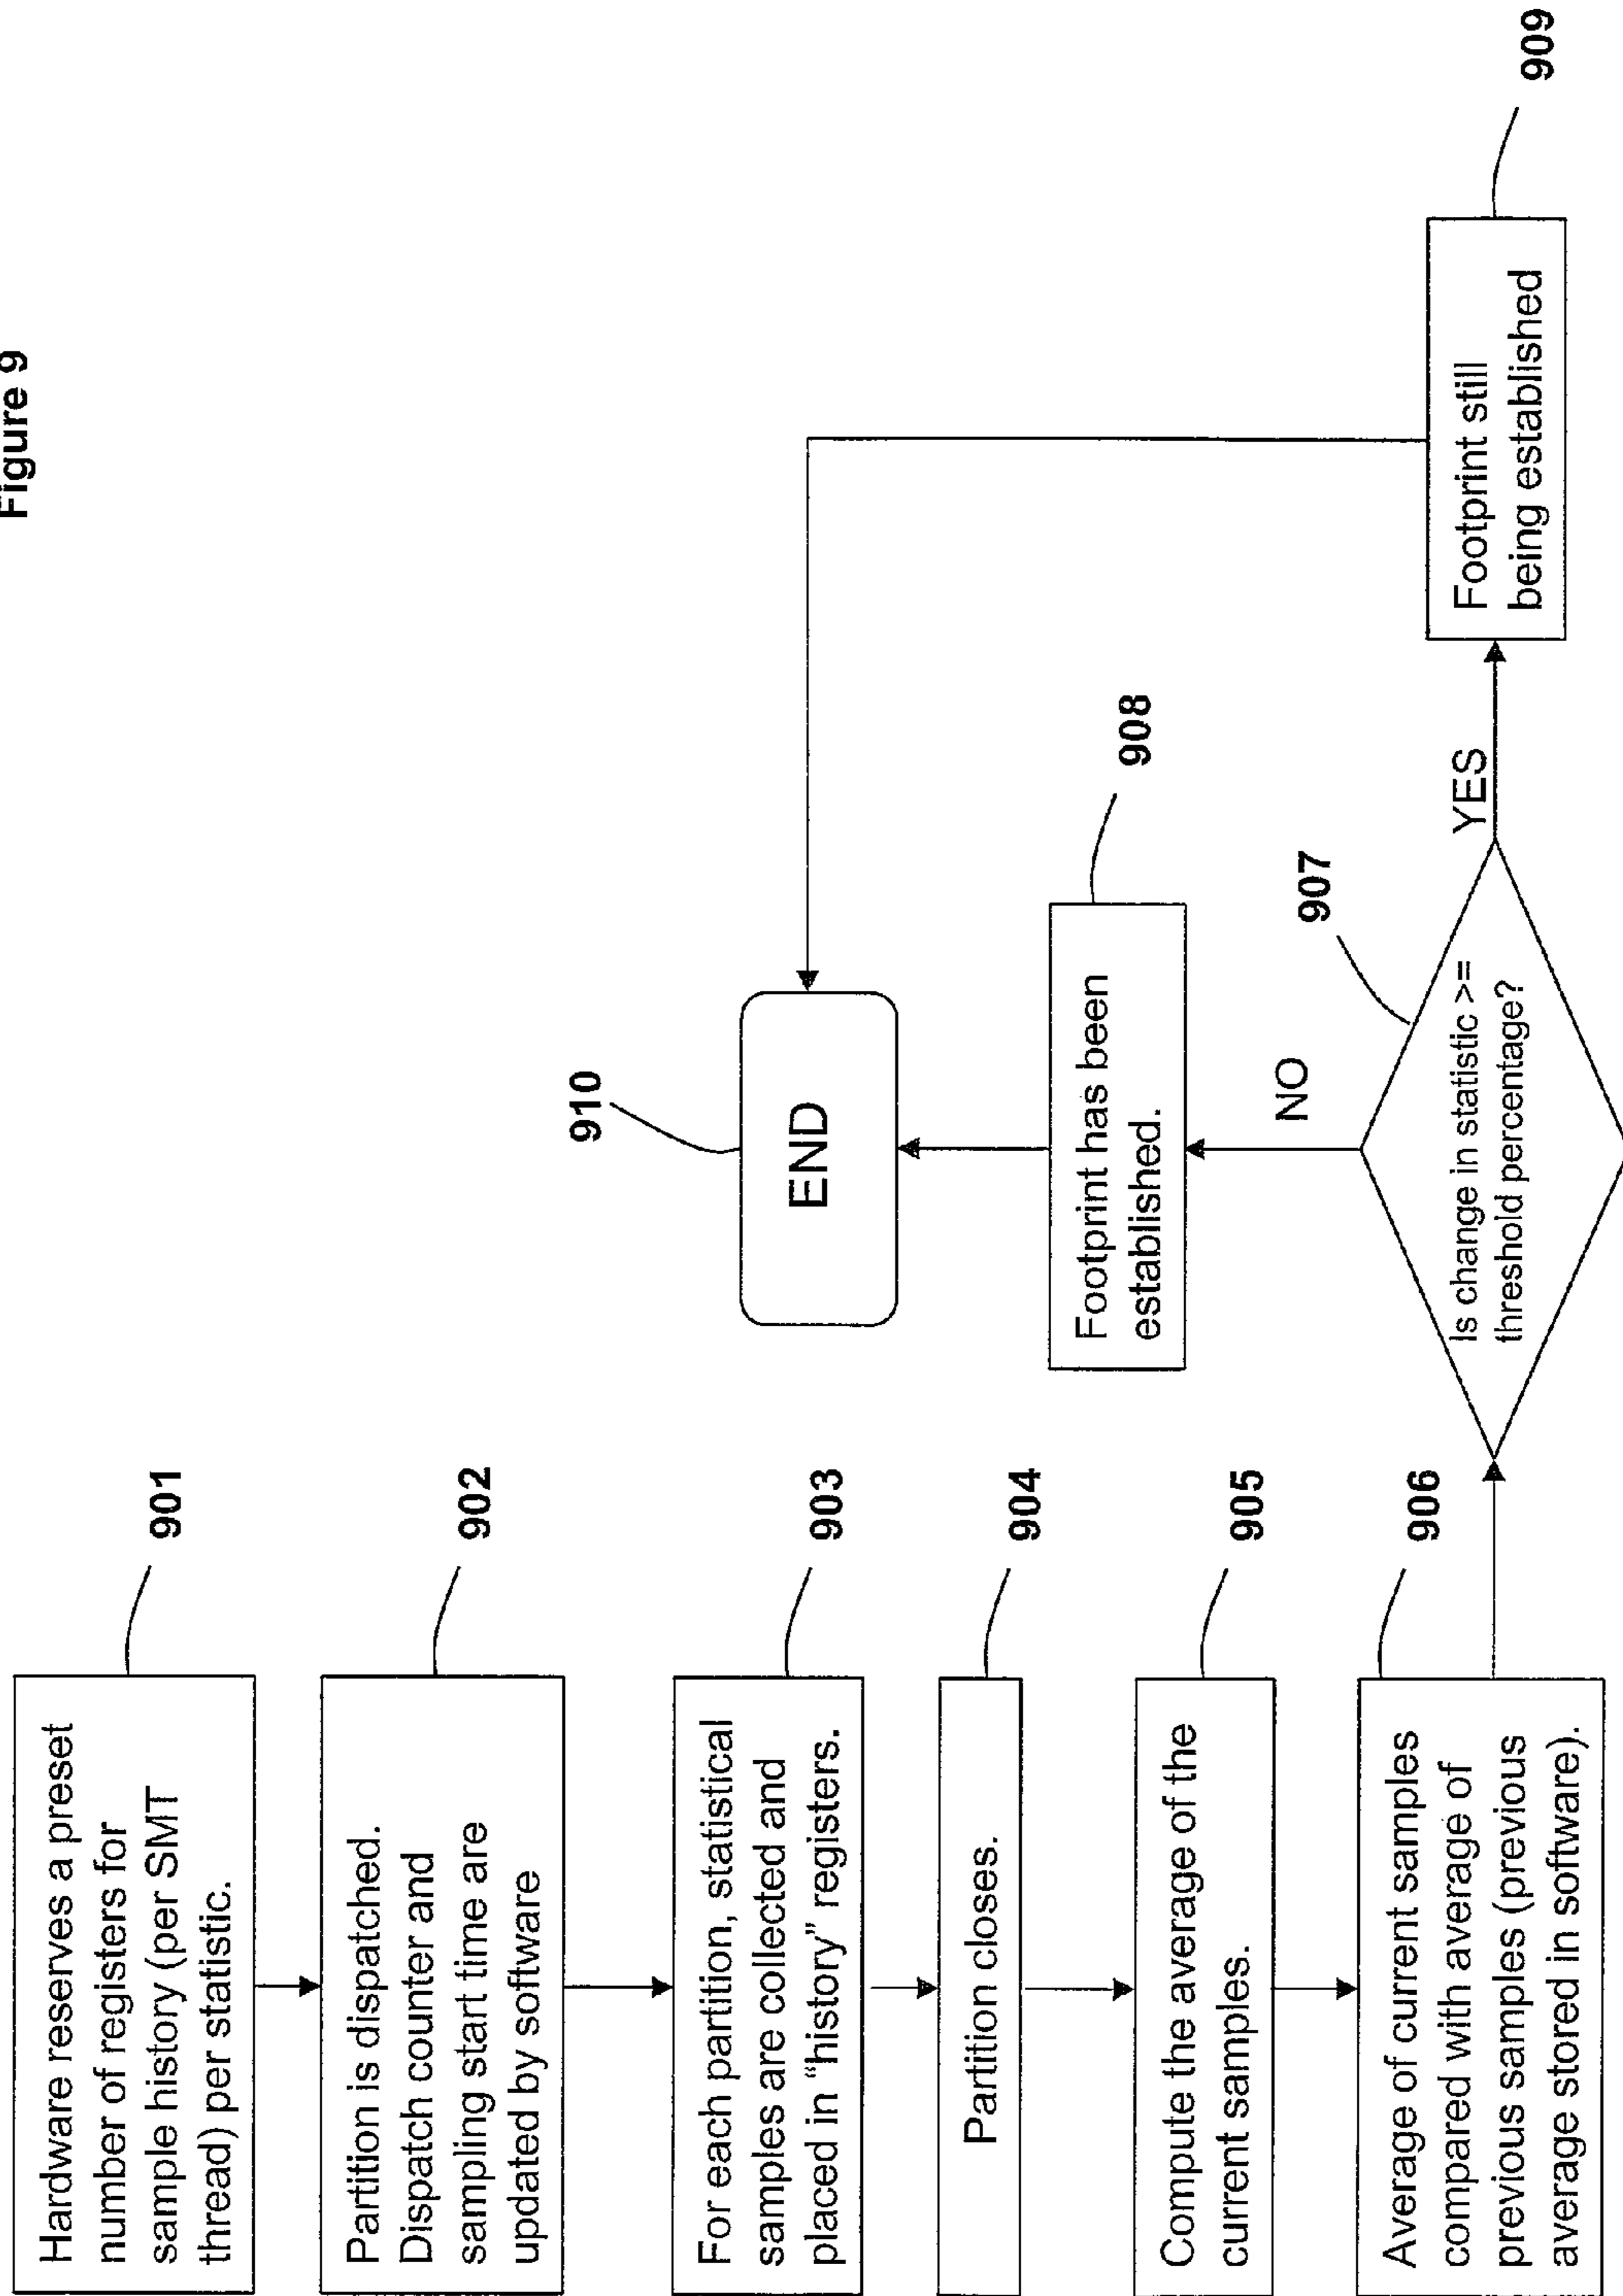 Figure 9
Hardware reserves a preset
number of registers for
sample history (per SMT
thread) per statistic.
901
Partition is dispatched.
Dispatch counter and
sampling start time are
updated by software
902
For each partition, statistical
samples are collected and
placed in "history" registers.
903
Partition closes.
904
Compute the average of the
current samples.
905
Average of current samples
compared with average of
previous samples (previous
average stored in software).
906
Is change in statistic >=
threshold percentage?
907
NO
YES
Footprint has been
established.
908
Footprint still
being established
909
END
910